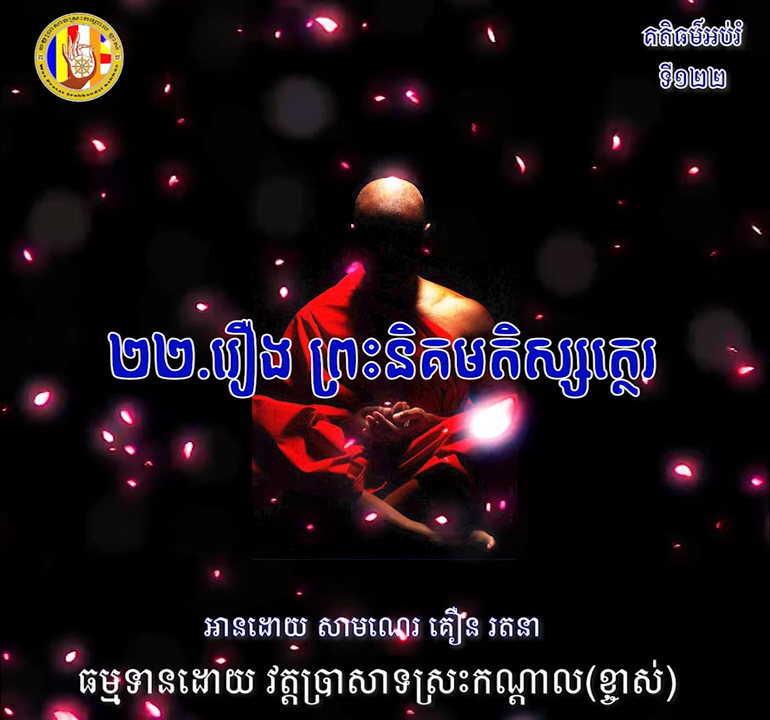 គតិធម៌អប់រំ
ទី១២២
២២.រឿង ព្រះនិគមតិស្សត្ថេរ
អានដោយ សាមណេរ គឿន រតនា
ធម្មទានដោយ វត្តប្រាសាទស្រះកណ្តាល(ខ្ចាស់)